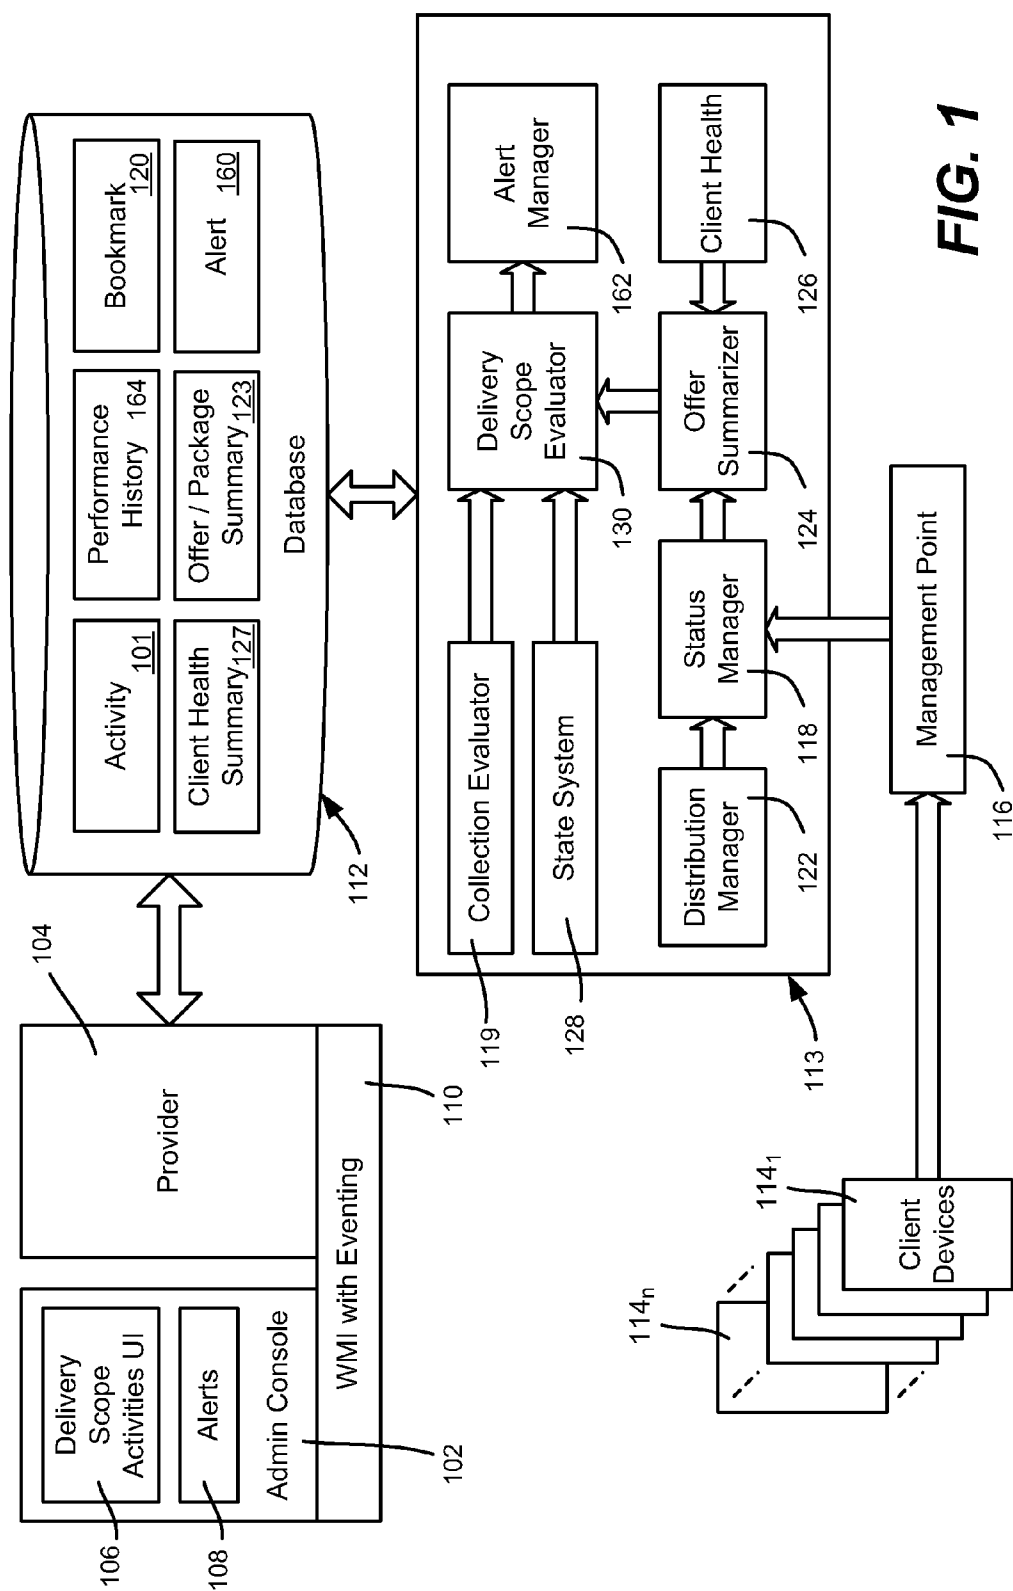 106
Delivery
Scope
Activities UI
108
Alerts
Admin Console
102
WMI with Eventing
110
Provider
104
112
Activity
101
Performance
History 164
Bookmark
120
Client Health
Summary 127
Offer / Package
Summary 123
Alert
160
Database
113
119
Collection Evaluator
128
State System
Delivery
Scope
Evaluator
130
Alert
Manager
162
Distribution
Manager
122
Status
Manager
118
Offer
Summarizer
124
Client Health
126
114n
1141
Client
Devices
Management Point
116
FIG. 1